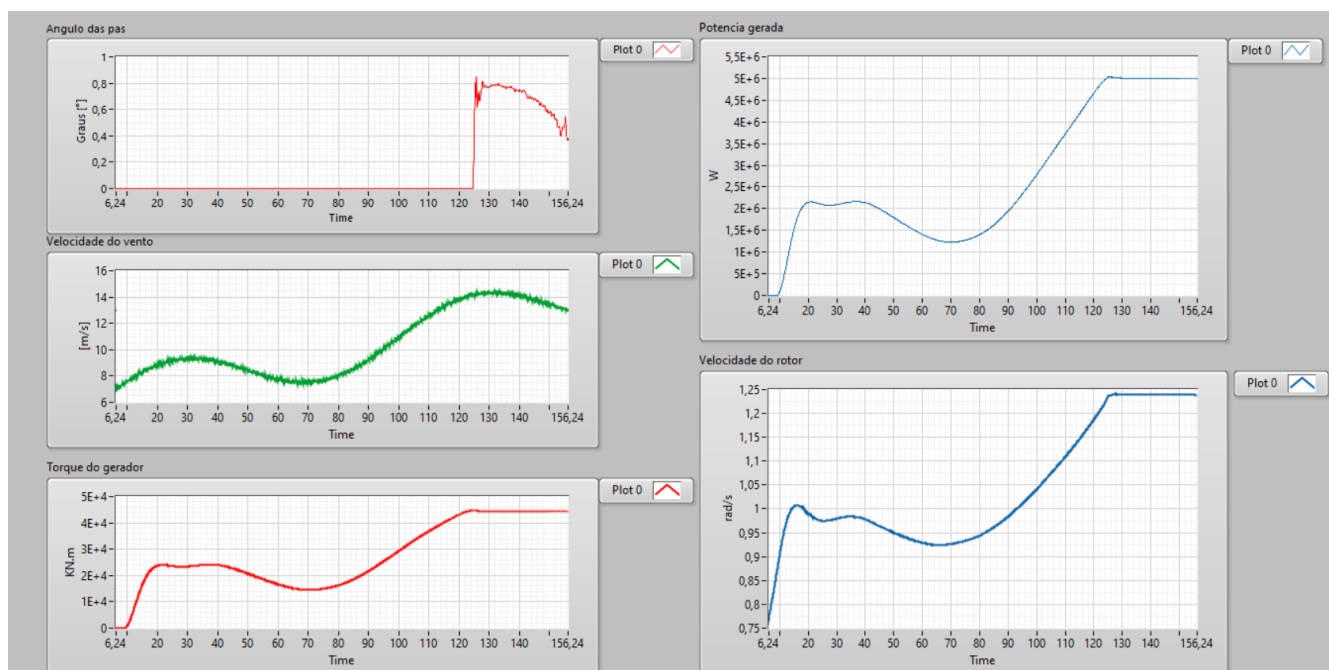 Angulo das pas
Plot 0
1
0,8
0,6
0,4
0,2
0
Graus [°]
6,24 20 30 40 50 60 70 80 90 100 110 120 130 140 156,24
Time
Velocidade do vento
Plot 0
16
14
12
10
8
6
[m/s]
6,24 20 30 40 50 60 70 80 90 100 110 120 130 140 156,24
Time
Torque do gerador
Plot 0
5E+4
4E+4
3E+4
2E+4
1E+4
0
KN.m
6,24 20 30 40 50 60 70 80 90 100 110 120 130 140 156,24
Time
Potencia gerada
Plot 0
5,5E+6
5E+6
4,5E+6
4E+6
3,5E+6
3E+6
2,5E+6
2E+6
1,5E+6
1E+6
5E+5
0
W
6,24 20 30 40 50 60 70 80 90 100 110 120 130 140 156,24
Time
Velocidade do rotor
Plot 0
1,25
1,2
1,15
1,1
1,05
1
0,95
0,9
0,85
0,8
0,75
rad/s
6,24 20 30 40 50 60 70 80 90 100 110 120 130 140 156,24
Time